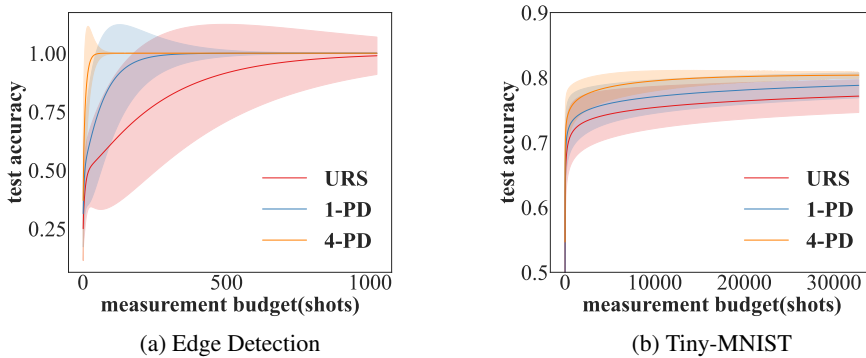 1.00
0.75
0.50
0.25
test accuracy
URS
1-PD
4-PD
0 500 1000
measurement budget(shots)
(a) Edge Detection
0.9
0.8
0.7
0.6
0.5
test accuracy
URS
1-PD
4-PD
0 10000 20000 30000
measurement budget(shots)
(b) Tiny-MNIST